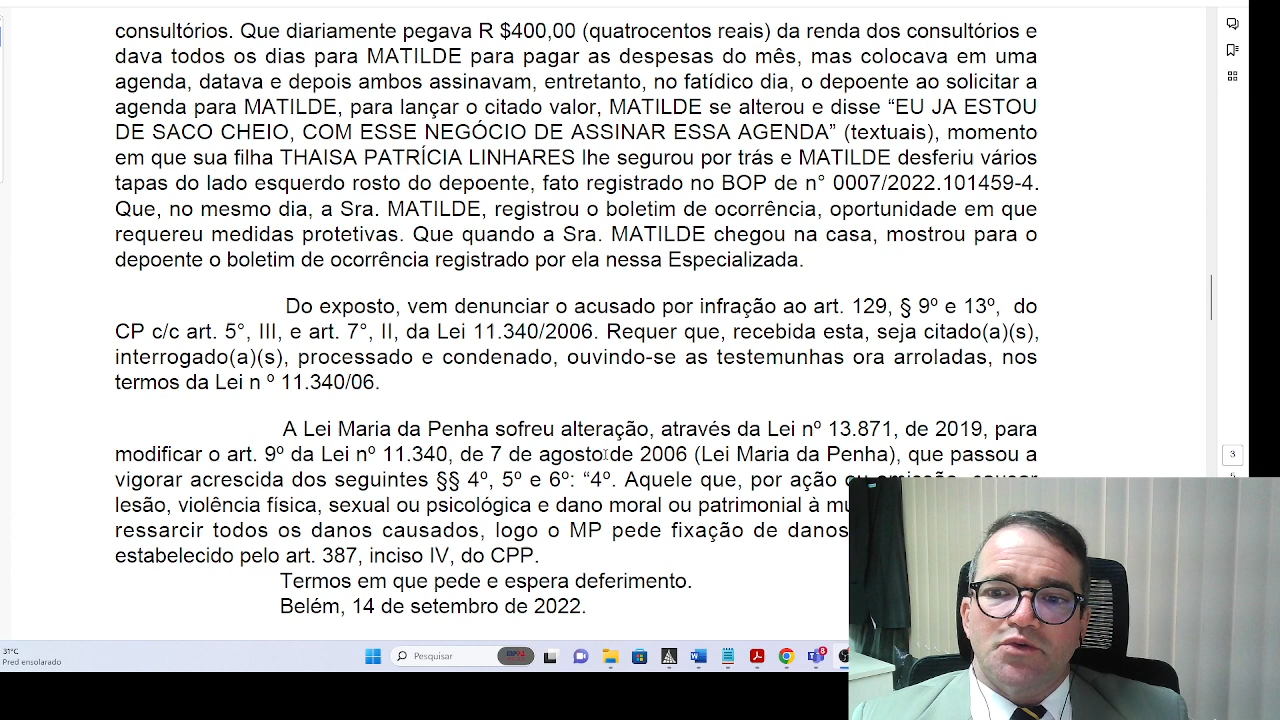 consultórios. Que diariamente pegava R $400,00 (quatrocentos reais) da renda dos consultórios e
dava todos os dias para MATILDE para pagar as despesas do mês, mas colocava em uma
agenda, datava e depois ambos assinavam, entretanto, no fatídico dia, o depoente ao solicitar a
agenda para MATILDE, para lançar o citado valor, MATILDE se alterou e disse “EU JA ESTOU
DE SACO CHEIO, COM ESSE NEGÓCIO DE ASSINAR ESSA AGENDA” (textuais), momento
em que sua filha THAISA PATRÍCIA LINHARES lhe segurou por trás e MATILDE desferiu vários
tapas do lado esquerdo rosto do depoente, fato registrado no BOP de n° 0007/2022.101459-4.
Que, no mesmo dia, a Sra. MATILDE, registrou o boletim de ocorrência, oportunidade em que
requereu medidas protetivas. Que quando a Sra. MATILDE chegou na casa, mostrou para o
depoente o boletim de ocorrência registrado por ela nessa Especializada.
Do exposto, vem denunciar o acusado por infração ao art. 129, § 9º e 13º, do
CP c/c art. 5°, III, e art. 7°, II, da Lei 11.340/2006. Requer que, recebida esta, seja citado(a)(s),
interrogado(a)(s), processado e condenado, ouvindo-se as testemunhas ora arroladas, nos
termos da Lei n º 11.340/06.
A Lei Maria da Penha sofreu alteração, através da Lei nº 13.871, de 2019, para
modificar o art. 9º da Lei nº 11.340, de 7 de agosto de 2006 (Lei Maria da Penha), que passou a
vigorar acrescida dos seguintes §§ 4º, 5º e 6º: “4º. Aquele que, por ação
lesão, violência física, sexual ou psicológica e dano moral ou patrimonial à
ressarcir todos os danos causados, logo o MP pede fixação de danos
estabelecido pelo art. 387, inciso IV, do CPP.
Termos em que pede e espera deferimento.
Belém, 14 de setembro de 2022.
3
31°C
Pred ensolarado
Pesquisar
8